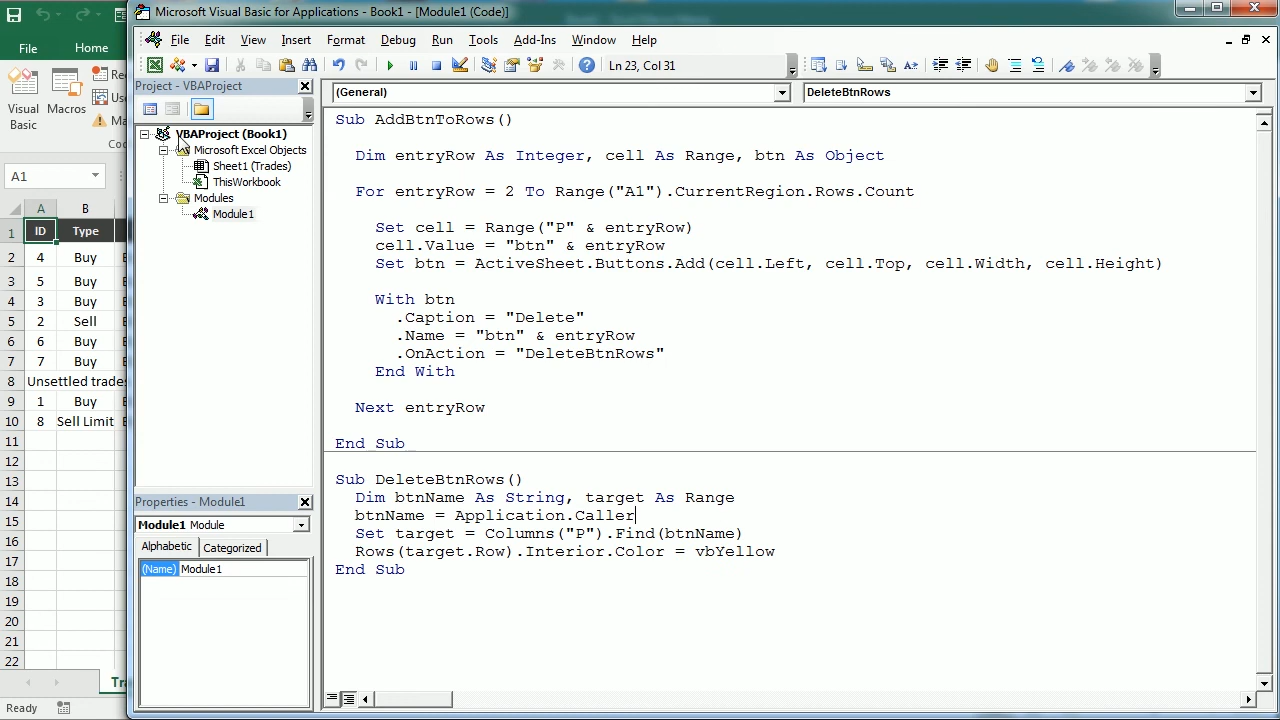 Microsoft Visual Basic for Applications - Book1 - [Module1 (Code)]
File Edit View Insert Format Debug Run Tools Add-Ins Window Help
Ln 23, Col 31
File Home
Visual Basic
Macros
Project - VBAProject
(General)
DeleteBtnRows
VBAProject (Book1)
Microsoft Excel Objects
Sheet1 (Trades)
ThisWorkbook
Modules
Module1
A1
A B
1 ID Type
2 4 Buy
3 5 Buy
4 3 Buy
5 2 Sell
6 6 Buy
7 7 Buy
8 Unsettled trades
9 1 Buy
10 8 Sell Limit
11
12
13
14
15
16
17
18
19
20
21
22
Ready
Properties - Module1
Module1 Module
Alphabetic Categorized
(Name) Module1
Sub AddBtnToRows()
Dim entryRow As Integer, cell As Range, btn As Object
For entryRow = 2 To Range("A1").CurrentRegion.Rows.Count
Set cell = Range("P" & entryRow)
cell.Value = "btn" & entryRow
Set btn = ActiveSheet.Buttons.Add(cell.Left, cell.Top, cell.Width, cell.Height)
With btn
.Caption = "Delete"
.Name = "btn" & entryRow
.OnAction = "DeleteBtnRows"
End With
Next entryRow
End Sub
Sub DeleteBtnRows()
Dim btnName As String, target As Range
btnName = Application.Caller
Set target = Columns("P").Find(btnName)
Rows(target.Row).Interior.Color = vbYellow
End Sub